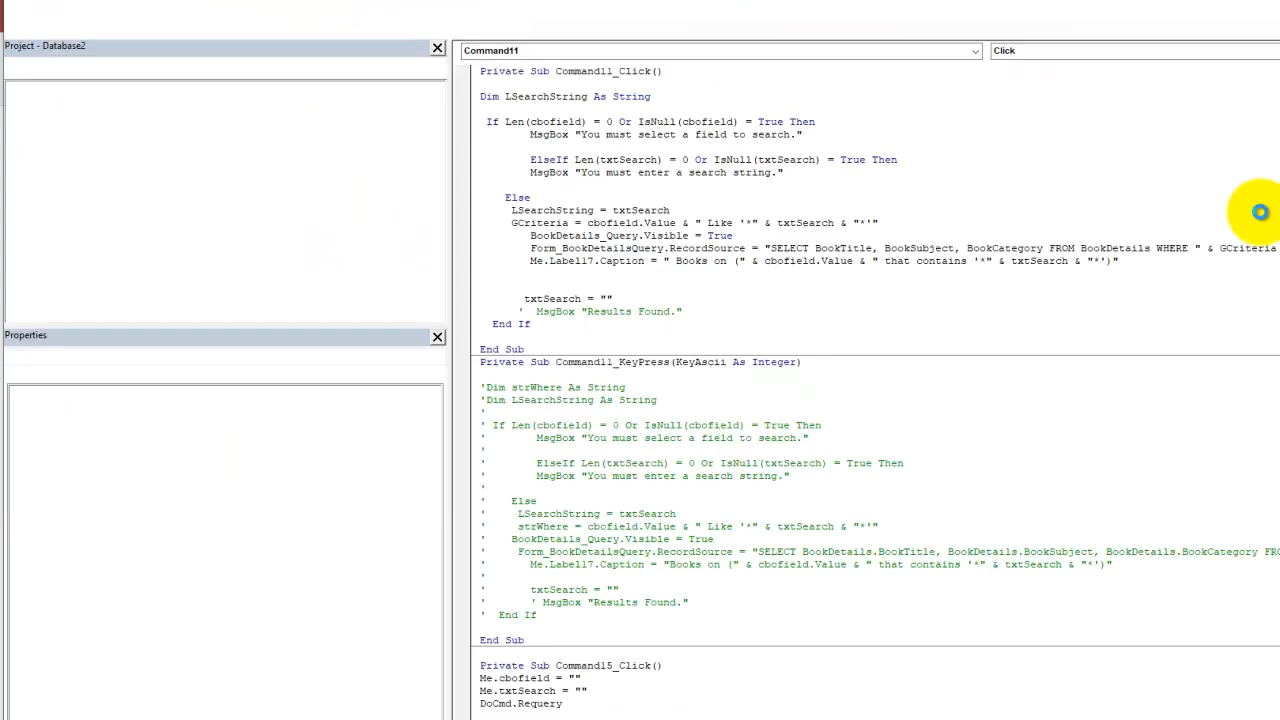 Project - Database2
Command11
Click
Private Sub Command11_Click()
Dim LSearchString As String
If Len(cbofield) = 0 Or IsNull(cbofield) = True Then
MsgBox "You must select a field to search."
ElseIf Len(txtSearch) = 0 Or IsNull(txtSearch) = True Then
MsgBox "You must enter a search string."
Else
LSearchString = txtSearch
GCriteria = cbofield.Value & " Like '*" & txtSearch & "*'"
BookDetails_Query.Visible = True
Form_BookDetailsQuery.RecordSource = "SELECT BookTitle, BookSubject, BookCategory FROM BookDetails WHERE " & GCriteria
Me.Label17.Caption = " Books on (" & cbofield.Value & " that contains '*" & txtSearch & "*')"
txtSearch = ""
' MsgBox "Results Found."
End If
End Sub
Properties
Private Sub Command11_KeyPress(KeyAscii As Integer)
'Dim strWhere As String
'Dim LSearchString As String
'
' If Len(cbofield) = 0 Or IsNull(cbofield) = True Then
' MsgBox "You must select a field to search."
'
' ElseIf Len(txtSearch) = 0 Or IsNull(txtSearch) = True Then
' MsgBox "You must enter a search string."
'
' Else
' LSearchString = txtSearch
' strWhere = cbofield.Value & " Like '*" & txtSearch & "*'"
' BookDetails_Query.Visible = True
' Form_BookDetailsQuery.RecordSource = "SELECT BookDetails.BookTitle, BookDetails.BookSubject, BookDetails.BookCategory FRO
' Me.Label17.Caption = "Books on (" & cbofield.Value & " that contains '*" & txtSearch & "*')"
'
' txtSearch = ""
' ' MsgBox "Results Found."
' End If
End Sub
Private Sub Command15_Click()
Me.cbofield = ""
Me.txtSearch = ""
DoCmd.Requery